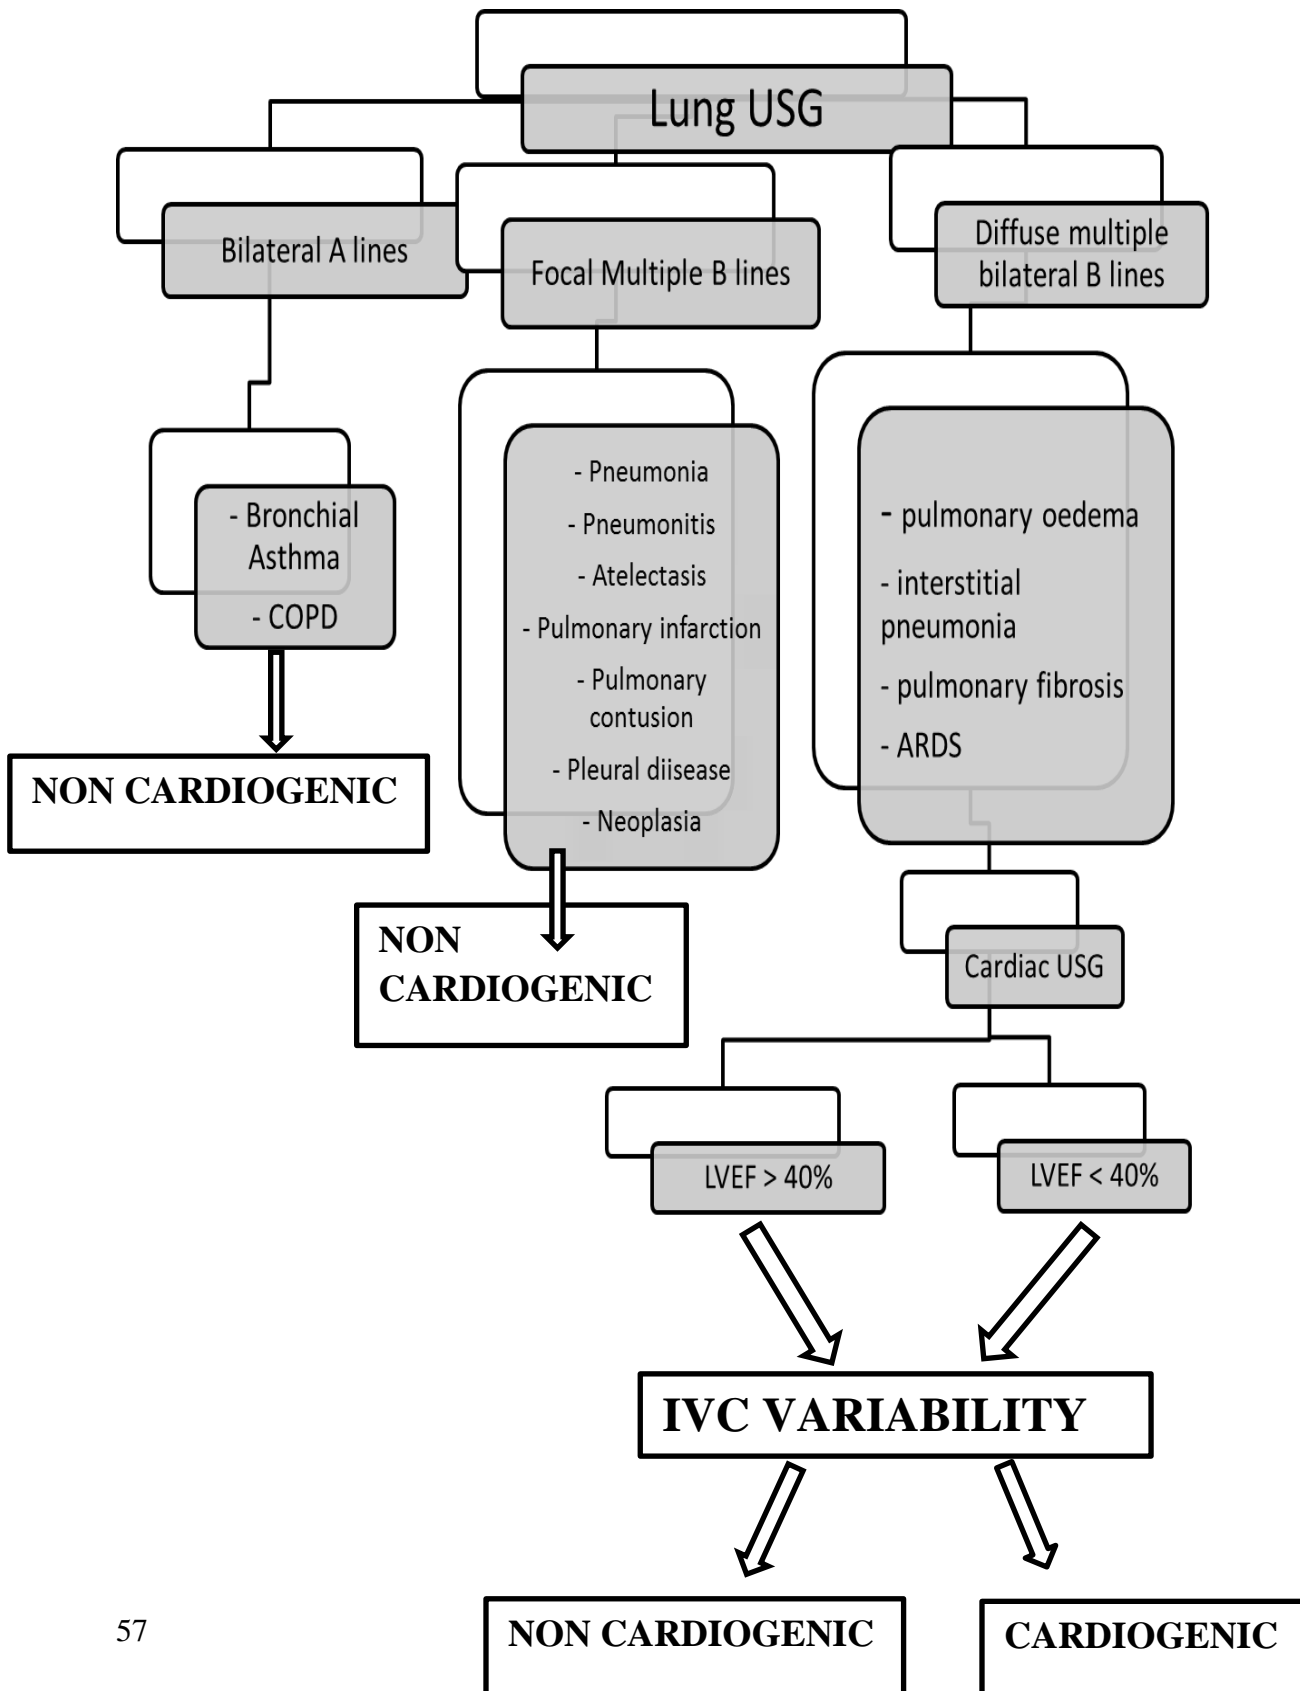 Lung USG
Bilateral A lines
Focal Multiple B lines
Diffuse multiple
bilateral B lines
- Bronchial
Asthma
- COPD
- Pneumonia
- Pneumonitis
- Atelectasis
- Pulmonary infarction
- Pulmonary
contusion
- Pleural diisease
- Neoplasia
- pulmonary oedema
- interstitial
pneumonia
- pulmonary fibrosis
- ARDS
NON CARDIOGENIC
NON
CARDIOGENIC
Cardiac USG
LVEF > 40%
LVEF < 40%
IVC VARIABILITY
NON CARDIOGENIC
CARDIOGENIC
57